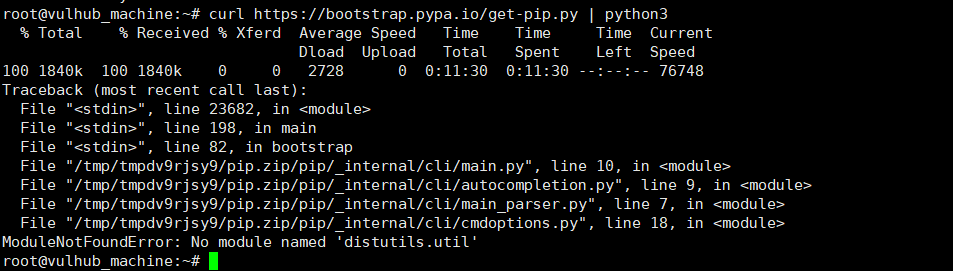 root@vulhub_machine:~# curl https://bootstrap.pypa.io/get-pip.py | python3
  % Total    % Received % Xferd  Average Speed   Time    Time     Time  Current
                                 Dload  Upload   Total   Spent    Left  Speed
100 1840k  100 1840k    0     0   2728      0  0:11:30  0:11:30 --:--:-- 76748
Traceback (most recent call last):
  File "<stdin>", line 23682, in <module>
  File "<stdin>", line 198, in main
  File "<stdin>", line 82, in bootstrap
  File "/tmp/tmpdv9rjsy9/pip.zip/pip/_internal/cli/main.py", line 10, in <module>
  File "/tmp/tmpdv9rjsy9/pip.zip/pip/_internal/cli/autocompletion.py", line 9, in <module>
  File "/tmp/tmpdv9rjsy9/pip.zip/pip/_internal/cli/main_parser.py", line 7, in <module>
  File "/tmp/tmpdv9rjsy9/pip.zip/pip/_internal/cli/cmdoptions.py", line 18, in <module>
ModuleNotFoundError: No module named 'distutils.util'
root@vulhub_machine:~#